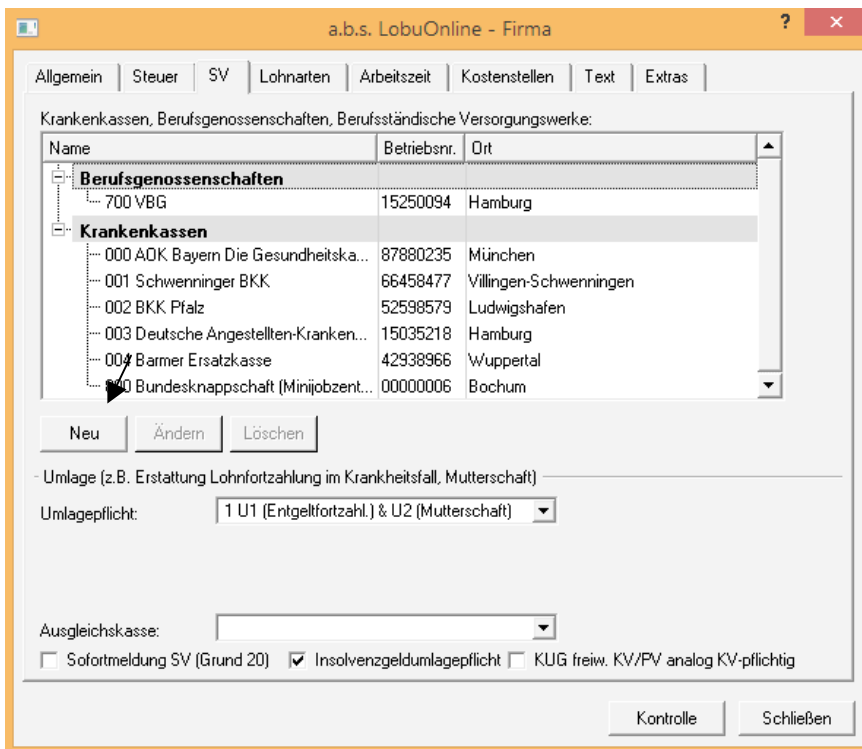 a.b.s. LobuOnline - Firma ? ×
Allgemein Steuer SV Lohnarten Arbeitszeit Kostenstellen Text Extras
Krankenkassen, Berufsgenossenschaften, Berufsständische Versorgungswerke:
Name Betriebsnr. Ort
Berufsgenossenschaften
700 VBG 15250094 Hamburg
Krankenkassen
000 AOK Bayern Die Gesundheitska... 87880235 München
001 Schwenninger BKK 66458477 Villingen-Schwenningen
002 BKK Pfalz 52598579 Ludwigshafen
003 Deutsche Angestellten-Kranken... 15035218 Hamburg
004 Barmer Ersatzkasse 42938966 Wuppertal
Bundesknappschaft (Minijobzent... 00000006 Bochum
Neu Ändern Löschen
Umlage (z.B. Erstattung Lohnfortzahlung im Krankheitsfall, Mutterschaft)
Umlagepflicht: 1 U1 (Entgeltfortzahl.) & U2 (Mutterschaft)
Ausgleichskasse:
Sofortmeldung SV (Grund 20) Insolvenzgeldumlagepflicht KUG freiw. KV/PV analog KV-pflichtig
Kontrolle Schließen